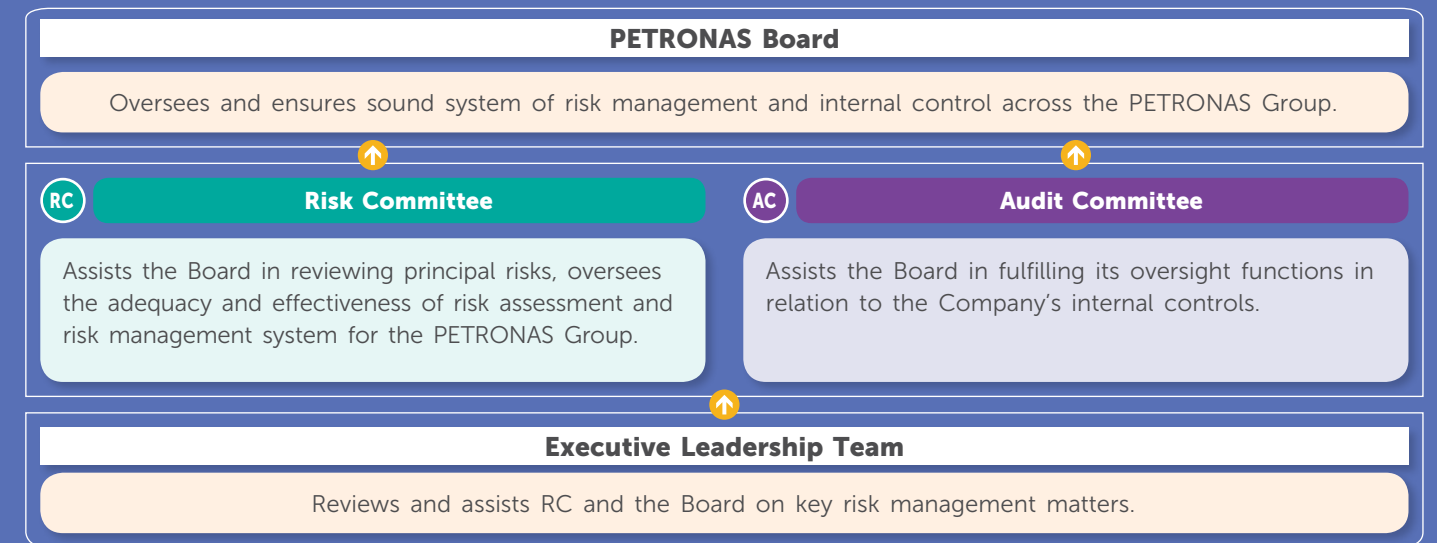 PETRONAS Board
Oversees and ensures sound system of risk management and internal control across the PETRONAS Group.
RC
Risk Committee
Assists the Board in reviewing principal risks, oversees
the adequacy and effectiveness of risk assessment and
risk management system for the PETRONAS Group.
AC
Audit Committee
Assists the Board in fulfilling its oversight functions in
relation to the Company's internal controls.
Executive Leadership Team
Reviews and assists RC and the Board on key risk management matters.